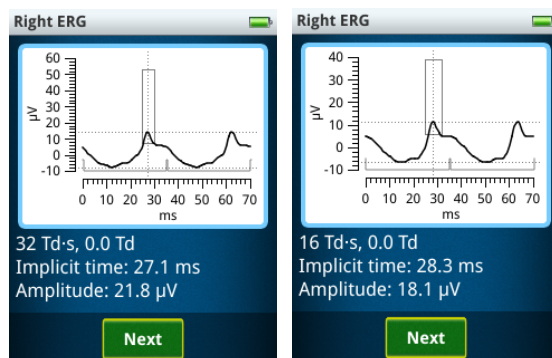 Right ERG
60
50
40
30
20
10
0
-10
µV
0 10 20 30 40 50 60 70
ms
32 Td·s, 0.0 Td
Implicit time: 27.1 ms
Amplitude: 21.8 µV
Next
Right ERG
40
30
20
10
0
-10
µV
0 10 20 30 40 50 60 70
ms
16 Td·s, 0.0 Td
Implicit time: 28.3 ms
Amplitude: 18.1 µV
Next